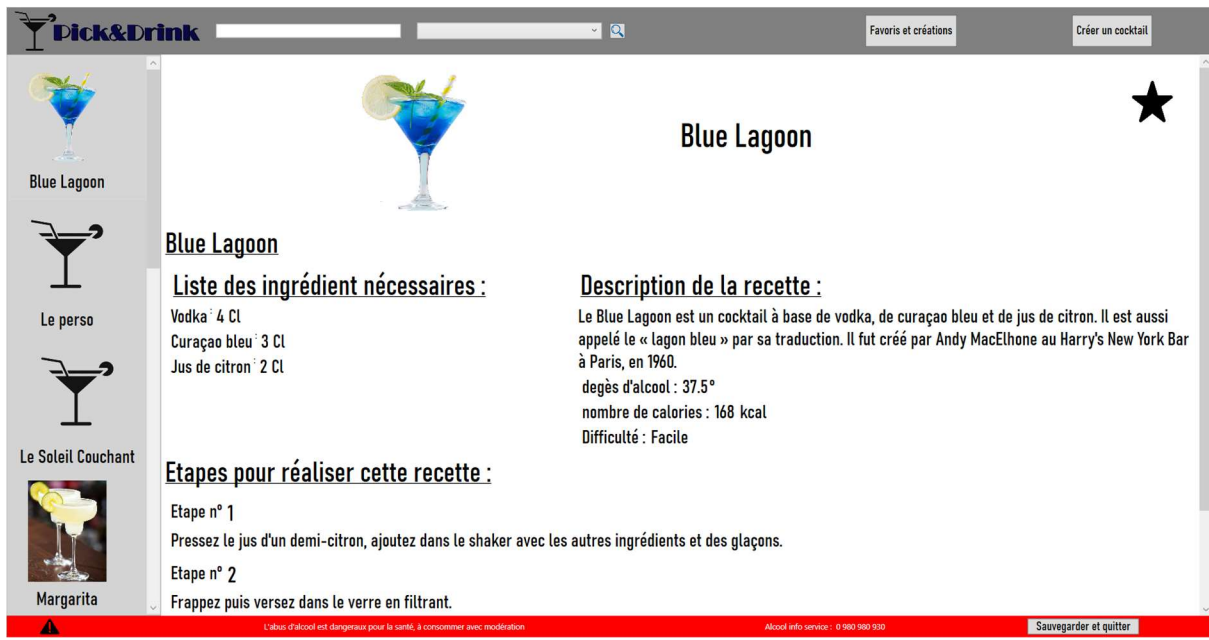 Pick&Drink
Favoris et créations
Créer un cocktail
Blue Lagoon
Le perso
Le Soleil Couchant
Margarita
Blue Lagoon
Blue Lagoon
Liste des ingrédient nécessaires :
Vodka : 4 Cl
Curaçao bleu : 3 Cl
Jus de citron : 2 Cl
Description de la recette :
Le Blue Lagoon est un cocktail à base de vodka, de curaçao bleu et de jus de citron. Il est aussi
appelé le « lagon bleu » par sa traduction. Il fut créé par Andy MacElhone au Harry's New York Bar
à Paris, en 1960.
degès d'alcool : 37.5°
nombre de calories : 168 kcal
Difficulté : Facile
Etapes pour réaliser cette recette :
Etape n° 1
Pressez le jus d'un demi-citron, ajoutez dans le shaker avec les autres ingrédients et des glaçons.
Etape n° 2
Frappez puis versez dans le verre en filtrant.
L'abus d'alcool est dangeraux pour la santé, à consommer avec modération
Alcool info service : 0 980 980 930
Sauvegarder et quitter